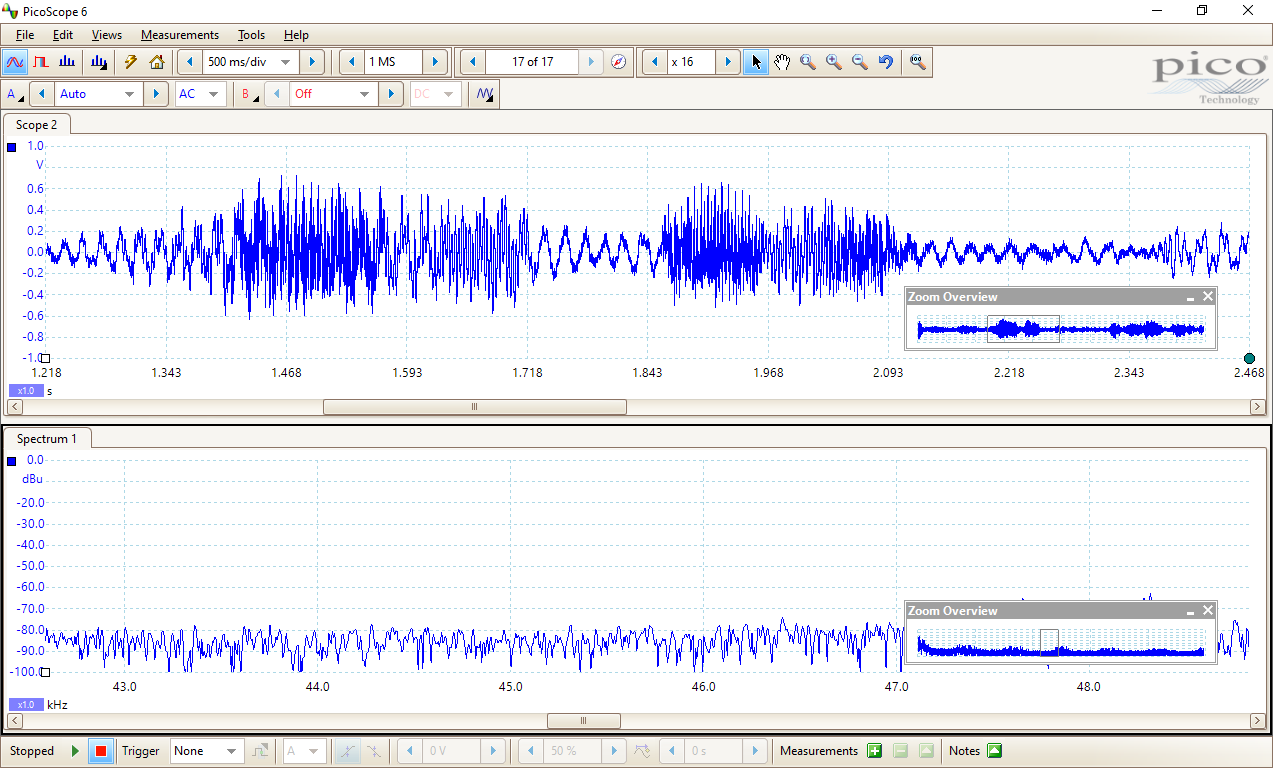 PicoScope 6
File Edit Views Measurements Tools Help
500 ms/div 1 MS 17 of 17 x 16
pico
Technology
A Auto AC B Off DC
Scope 2
1.0
V
0.6
0.4
0.2
0.0
-0.2
-0.4
-0.6
-0.8
-1.0
Zoom Overview
1.218 1.343 1.468 1.593 1.718 1.843 1.968 2.093 2.218 2.343 2.468
x1.0 s
Spectrum 1
0.0
dBu
-20.0
-30.0
-40.0
-50.0
-60.0
-70.0
-80.0
-90.0
-100.0
Zoom Overview
43.0 44.0 45.0 46.0 47.0 48.0
x1.0 kHz
Stopped Trigger None A 0 V 50 % 0 s Measurements Notes